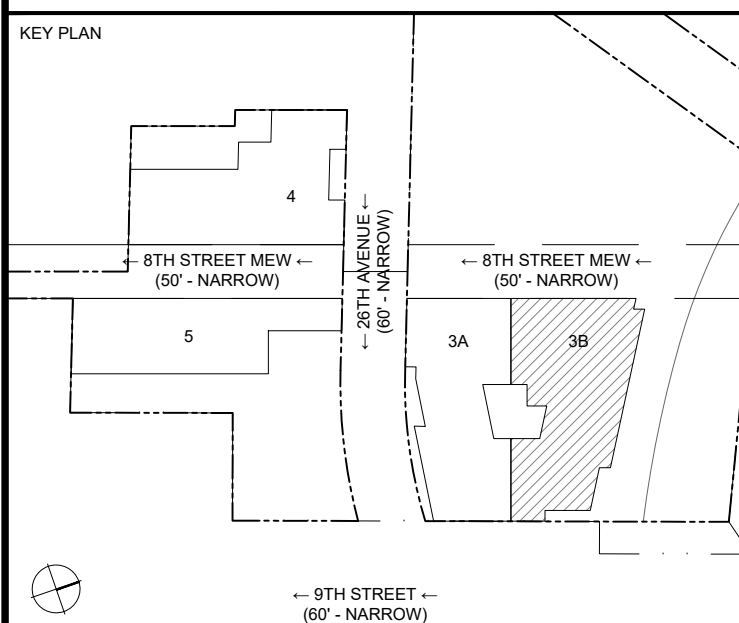 KEY PLAN
4
← 8TH STREET MEW ←
(50' - NARROW)
← 26TH AVENUE ←
(60' - NARROW)
← 8TH STREET MEW ←
(50' - NARROW)
5
3A
3B
← 9TH STREET ←
(60' - NARROW)